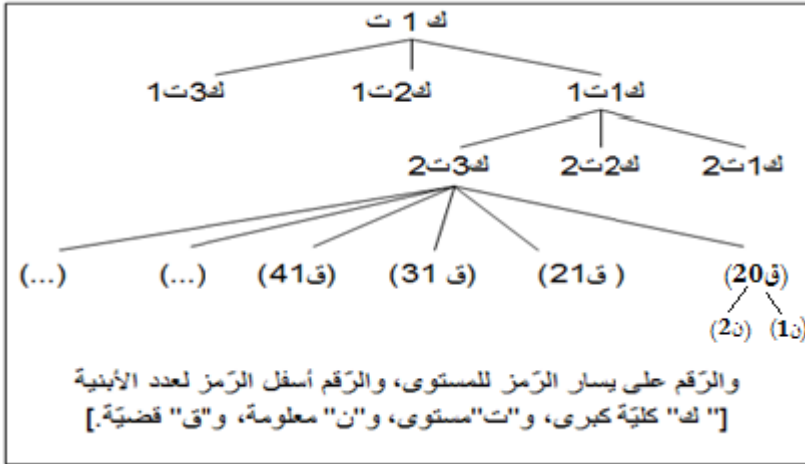 ك 1 ت
ك1ت1 ك2ت1 ك3ت1
ك1ت2 ك2ت2 ك3ت2
(ق20) ( ق21) (ق 31) (ق41) (...) (...)
(ن1) (ن2)
والرّقم على يسار الرّمز للمستوى، والرّقم أسفل الرّمز لعدد الأبنية
[" ك" كليّة كبرى، و"ت"مستوى، و"ن" معلومة، و"ق" قضيّة.]